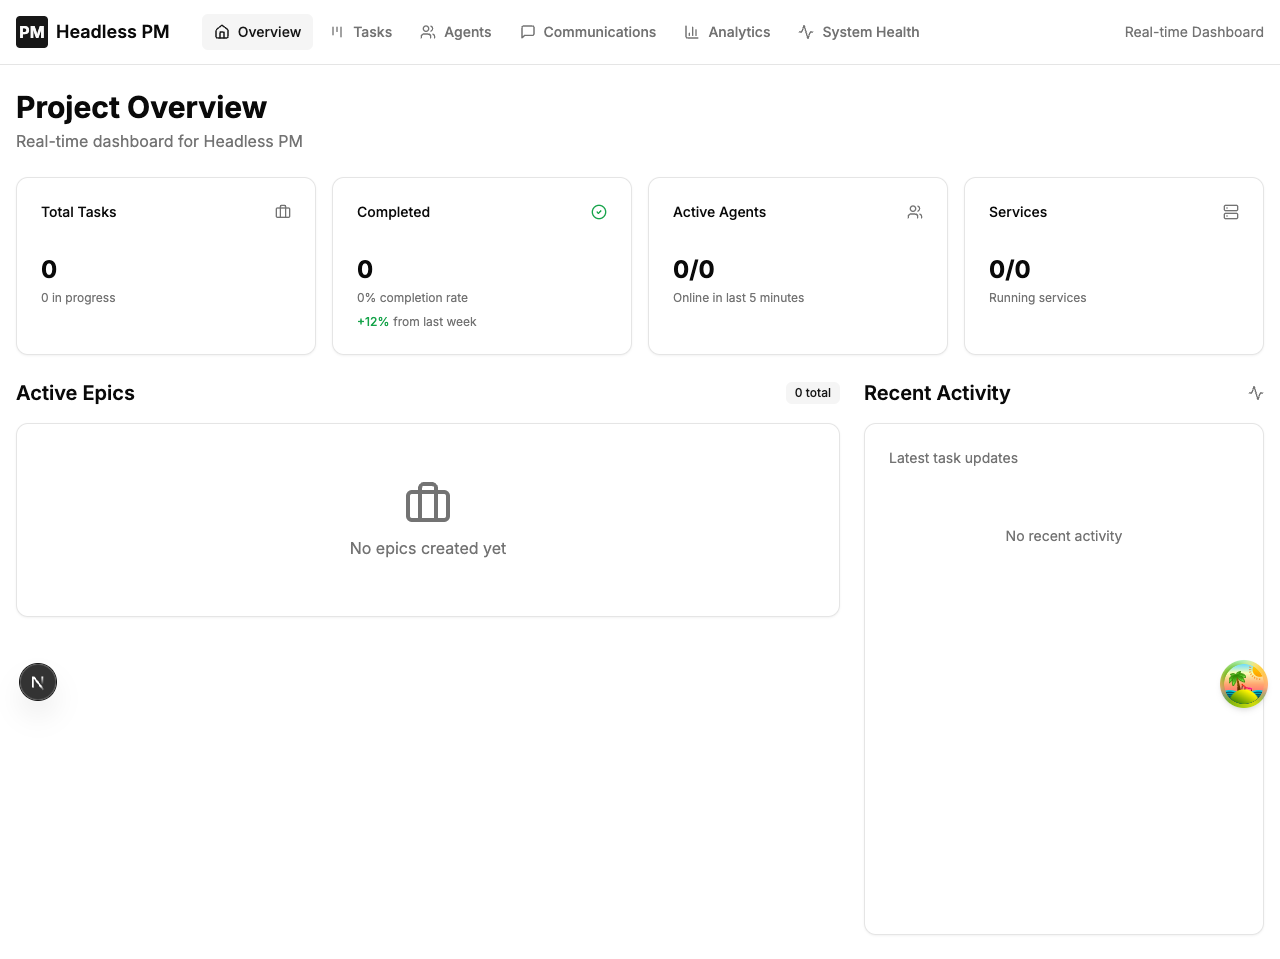 PM Headless PM Overview Tasks Agents Communications Analytics System Health Real-time Dashboard
Project Overview
Real-time dashboard for Headless PM
Total Tasks
0
0 in progress
Completed
0
0% completion rate
+12% from last week
Active Agents
0/0
Online in last 5 minutes
Services
0/0
Running services
Active Epics 0 total
No epics created yet
Recent Activity
Latest task updates
No recent activity
N